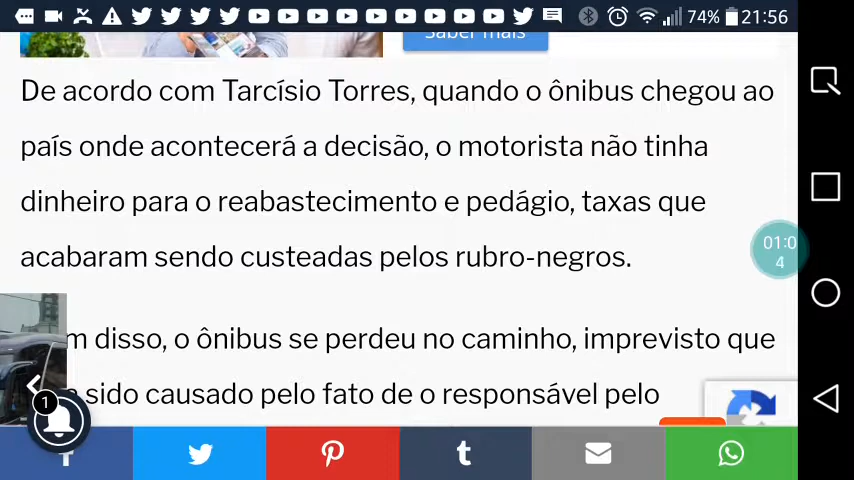 74% 21:56
Saber mais
De acordo com Tarcísio Torres, quando o ônibus chegou ao
país onde acontecerá a decisão, o motorista não tinha
dinheiro para o reabastecimento e pedágio, taxas que
acabaram sendo custeadas pelos rubro-negros.
01:0
4
m disso, o ônibus se perdeu no caminho, imprevisto que
sido causado pelo fato de o responsável pelo
1